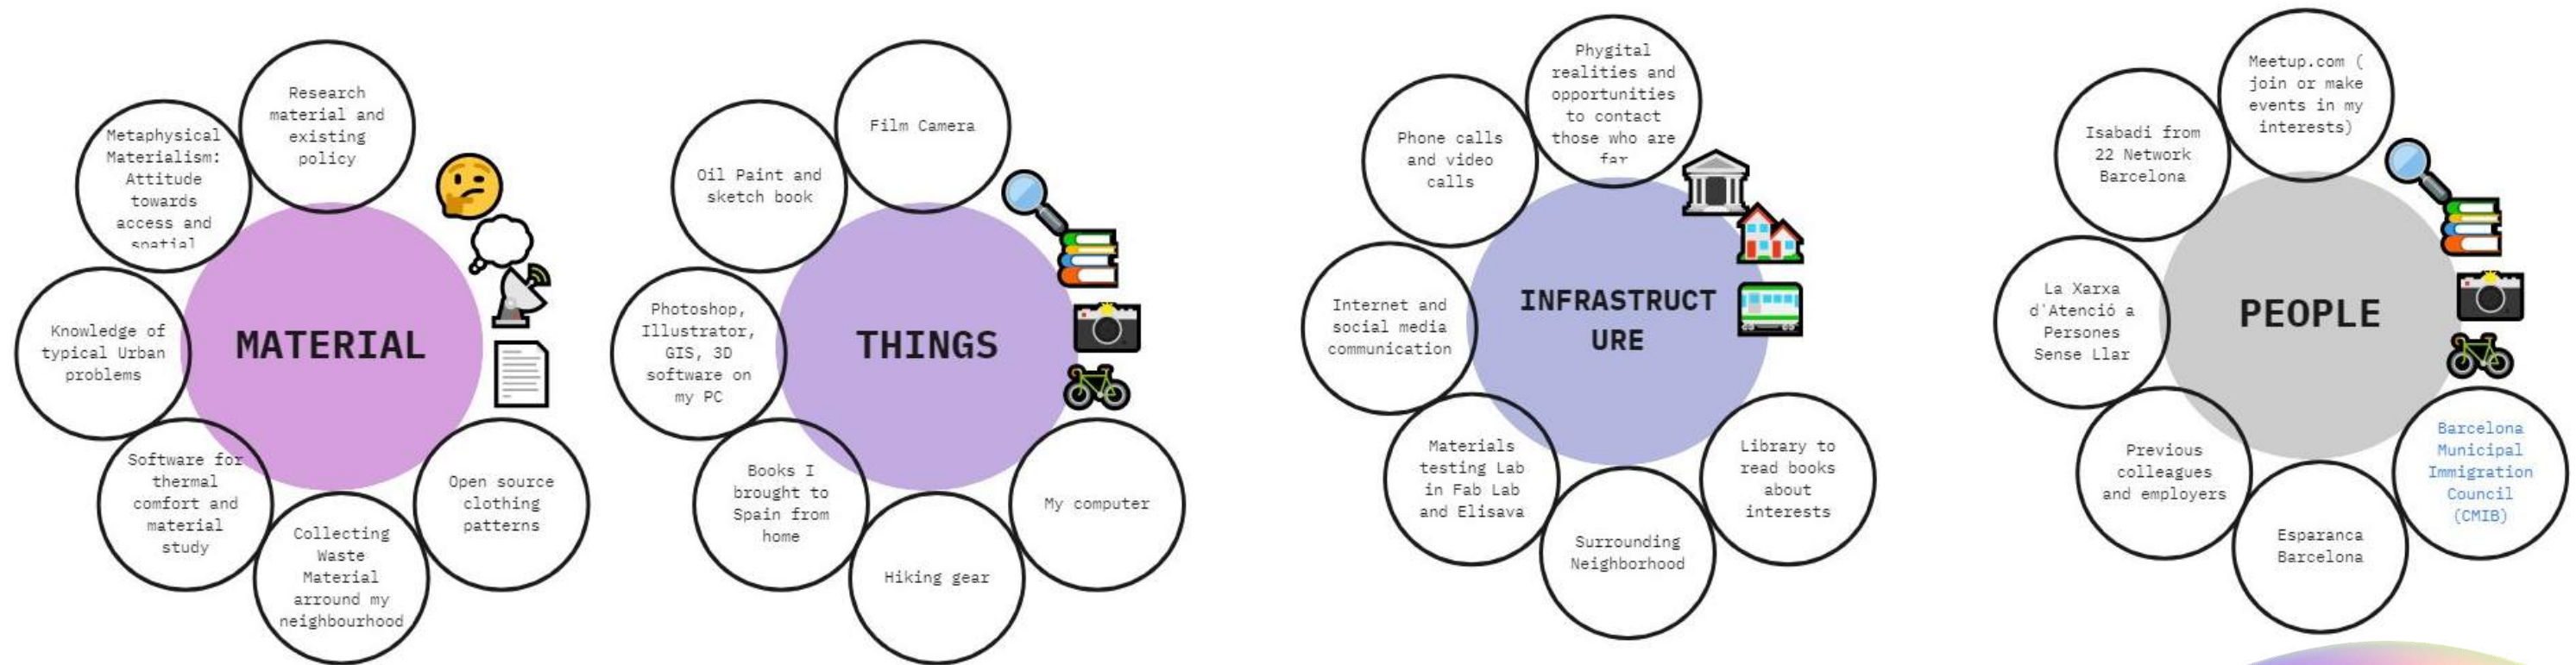 Research
material and
existing
policy
Metaphysical
Materialism:
Attitude
towards
access and
spatial
Knowledge of
typical Urban
problems
MATERIAL
Software for
thermal
comfort and
material
study
Collecting
Waste
Material
arround my
neighbourhood
Open source
clothing
patterns
Film Camera
Oil Paint and
sketch book
Photoshop,
Illustrator,
GIS, 3D
software on
my PC
THINGS
Books I
brought to
Spain from
home
Hiking gear
My computer
Phygital
realities and
opportunities
to contact
those who are
far
Phone calls
and video
calls
Internet and
social media
communication
INFRASTRUCT
URE
Materials
testing Lab
in Fab Lab
and Elisava
Surrounding
Neighborhood
Library to
read books
about
interests
Meetup.com (
join or make
events in my
interests)
Isabadi from
22 Network
Barcelona
La Xarxa
d'Atenció a
Persones
Sense Llar
PEOPLE
Previous
colleagues
and employers
Esparanca
Barcelona
Barcelona
Municipal
Immigration
Council
(CMIB)